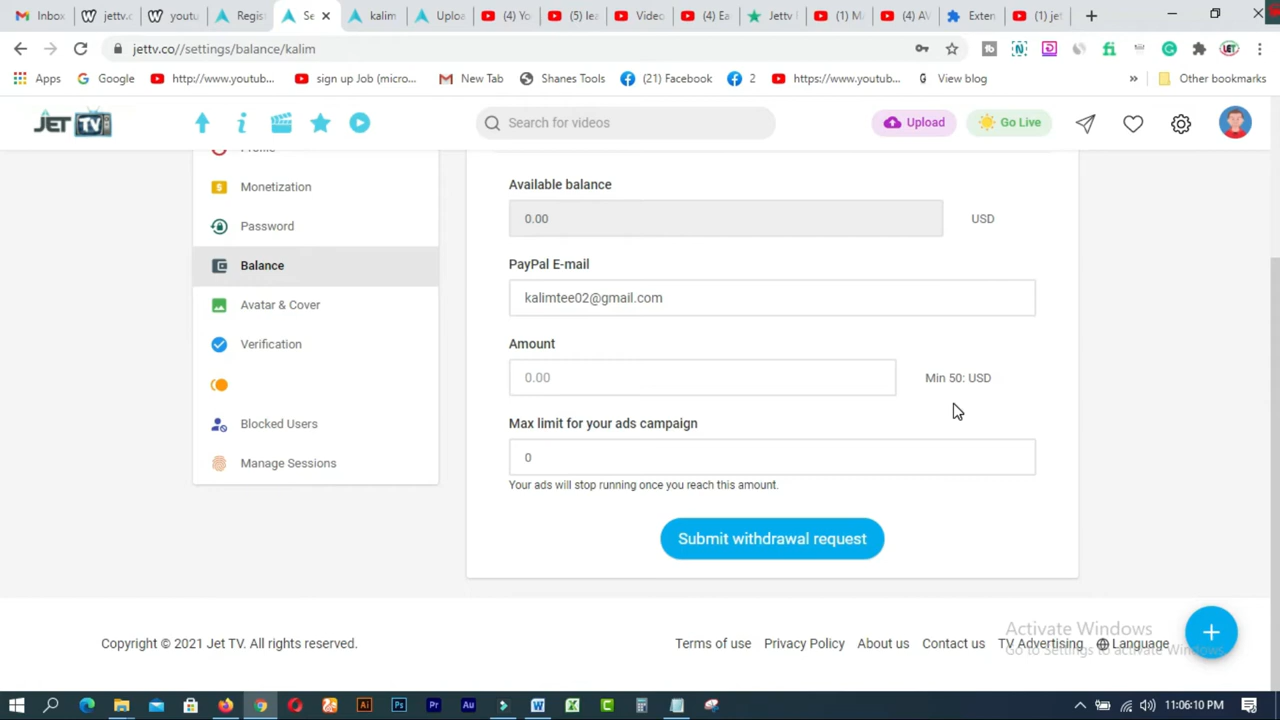 Inbox
jettv.c
youtu
Regis
Se
kalim
Uploa
(4) Yo
(5) lea
Video
(4) Ea
Jettv l
(1) M
(4) AV
Exten
(1) jet
jettv.co//settings/balance/kalim
Apps
Google
http://www.youtub...
sign up Job (micro...
New Tab
Shanes Tools
(21) Facebook
2
https://www.youtub...
View blog
»
Other bookmarks
JET TV
Search for videos
Upload
Go Live
Profile
Monetization
Password
Balance
Avatar & Cover
Verification
Blocked Users
Manage Sessions
Available balance
0.00
USD
PayPal E-mail
kalimtee02@gmail.com
Amount
0.00
Min 50: USD
Max limit for your ads campaign
0
Your ads will stop running once you reach this amount.
Submit withdrawal request
Activate Windows
Go to Settings to activate Windows.
Copyright © 2021 Jet TV. All rights reserved.
Terms of use
Privacy Policy
About us
Contact us
TV Advertising
Language
11:06:10 PM